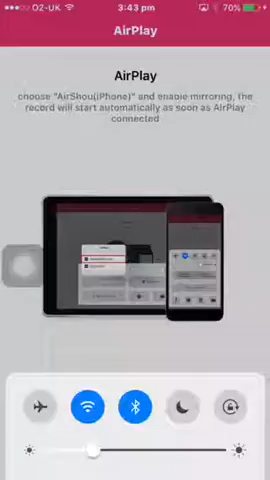 O2-UK 3:43 pm 70%
AirPlay
AirPlay
choose "AirShou(iPhone)" and enable mirroring, the
record will start automatically as soon as AirPlay
connected